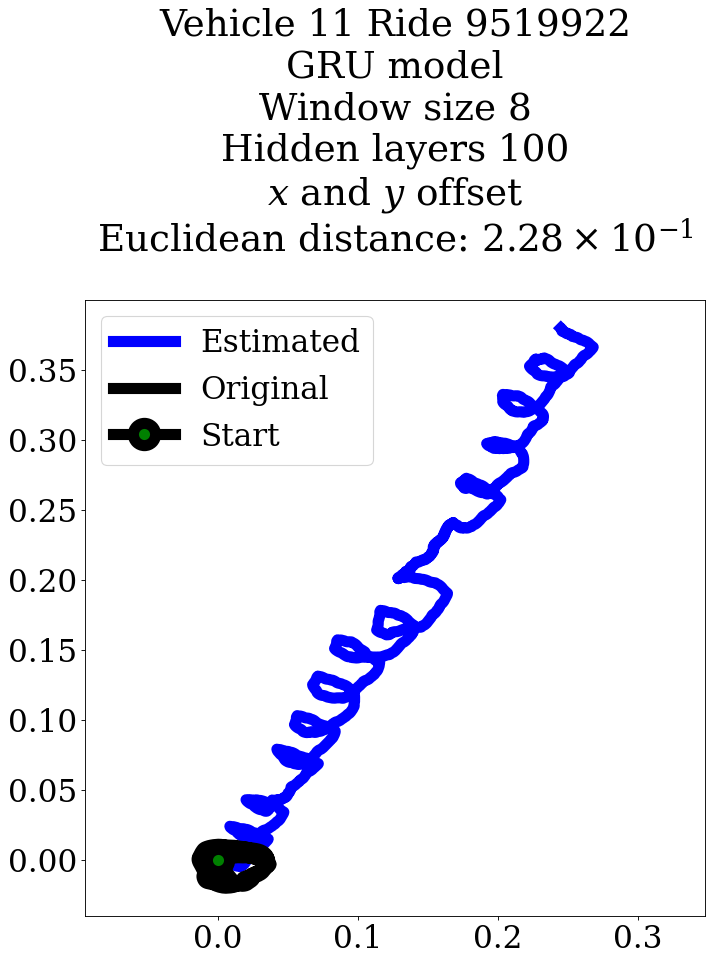 Vehicle 11 Ride 9519922
GRU model
Window size 8
Hidden layers 100
x and y offset
Euclidean distance: 2.28 × 10⁻¹
Estimated
Original
Start
0.35
0.30
0.25
0.20
0.15
0.10
0.05
0.00
0.0 0.1 0.2 0.3